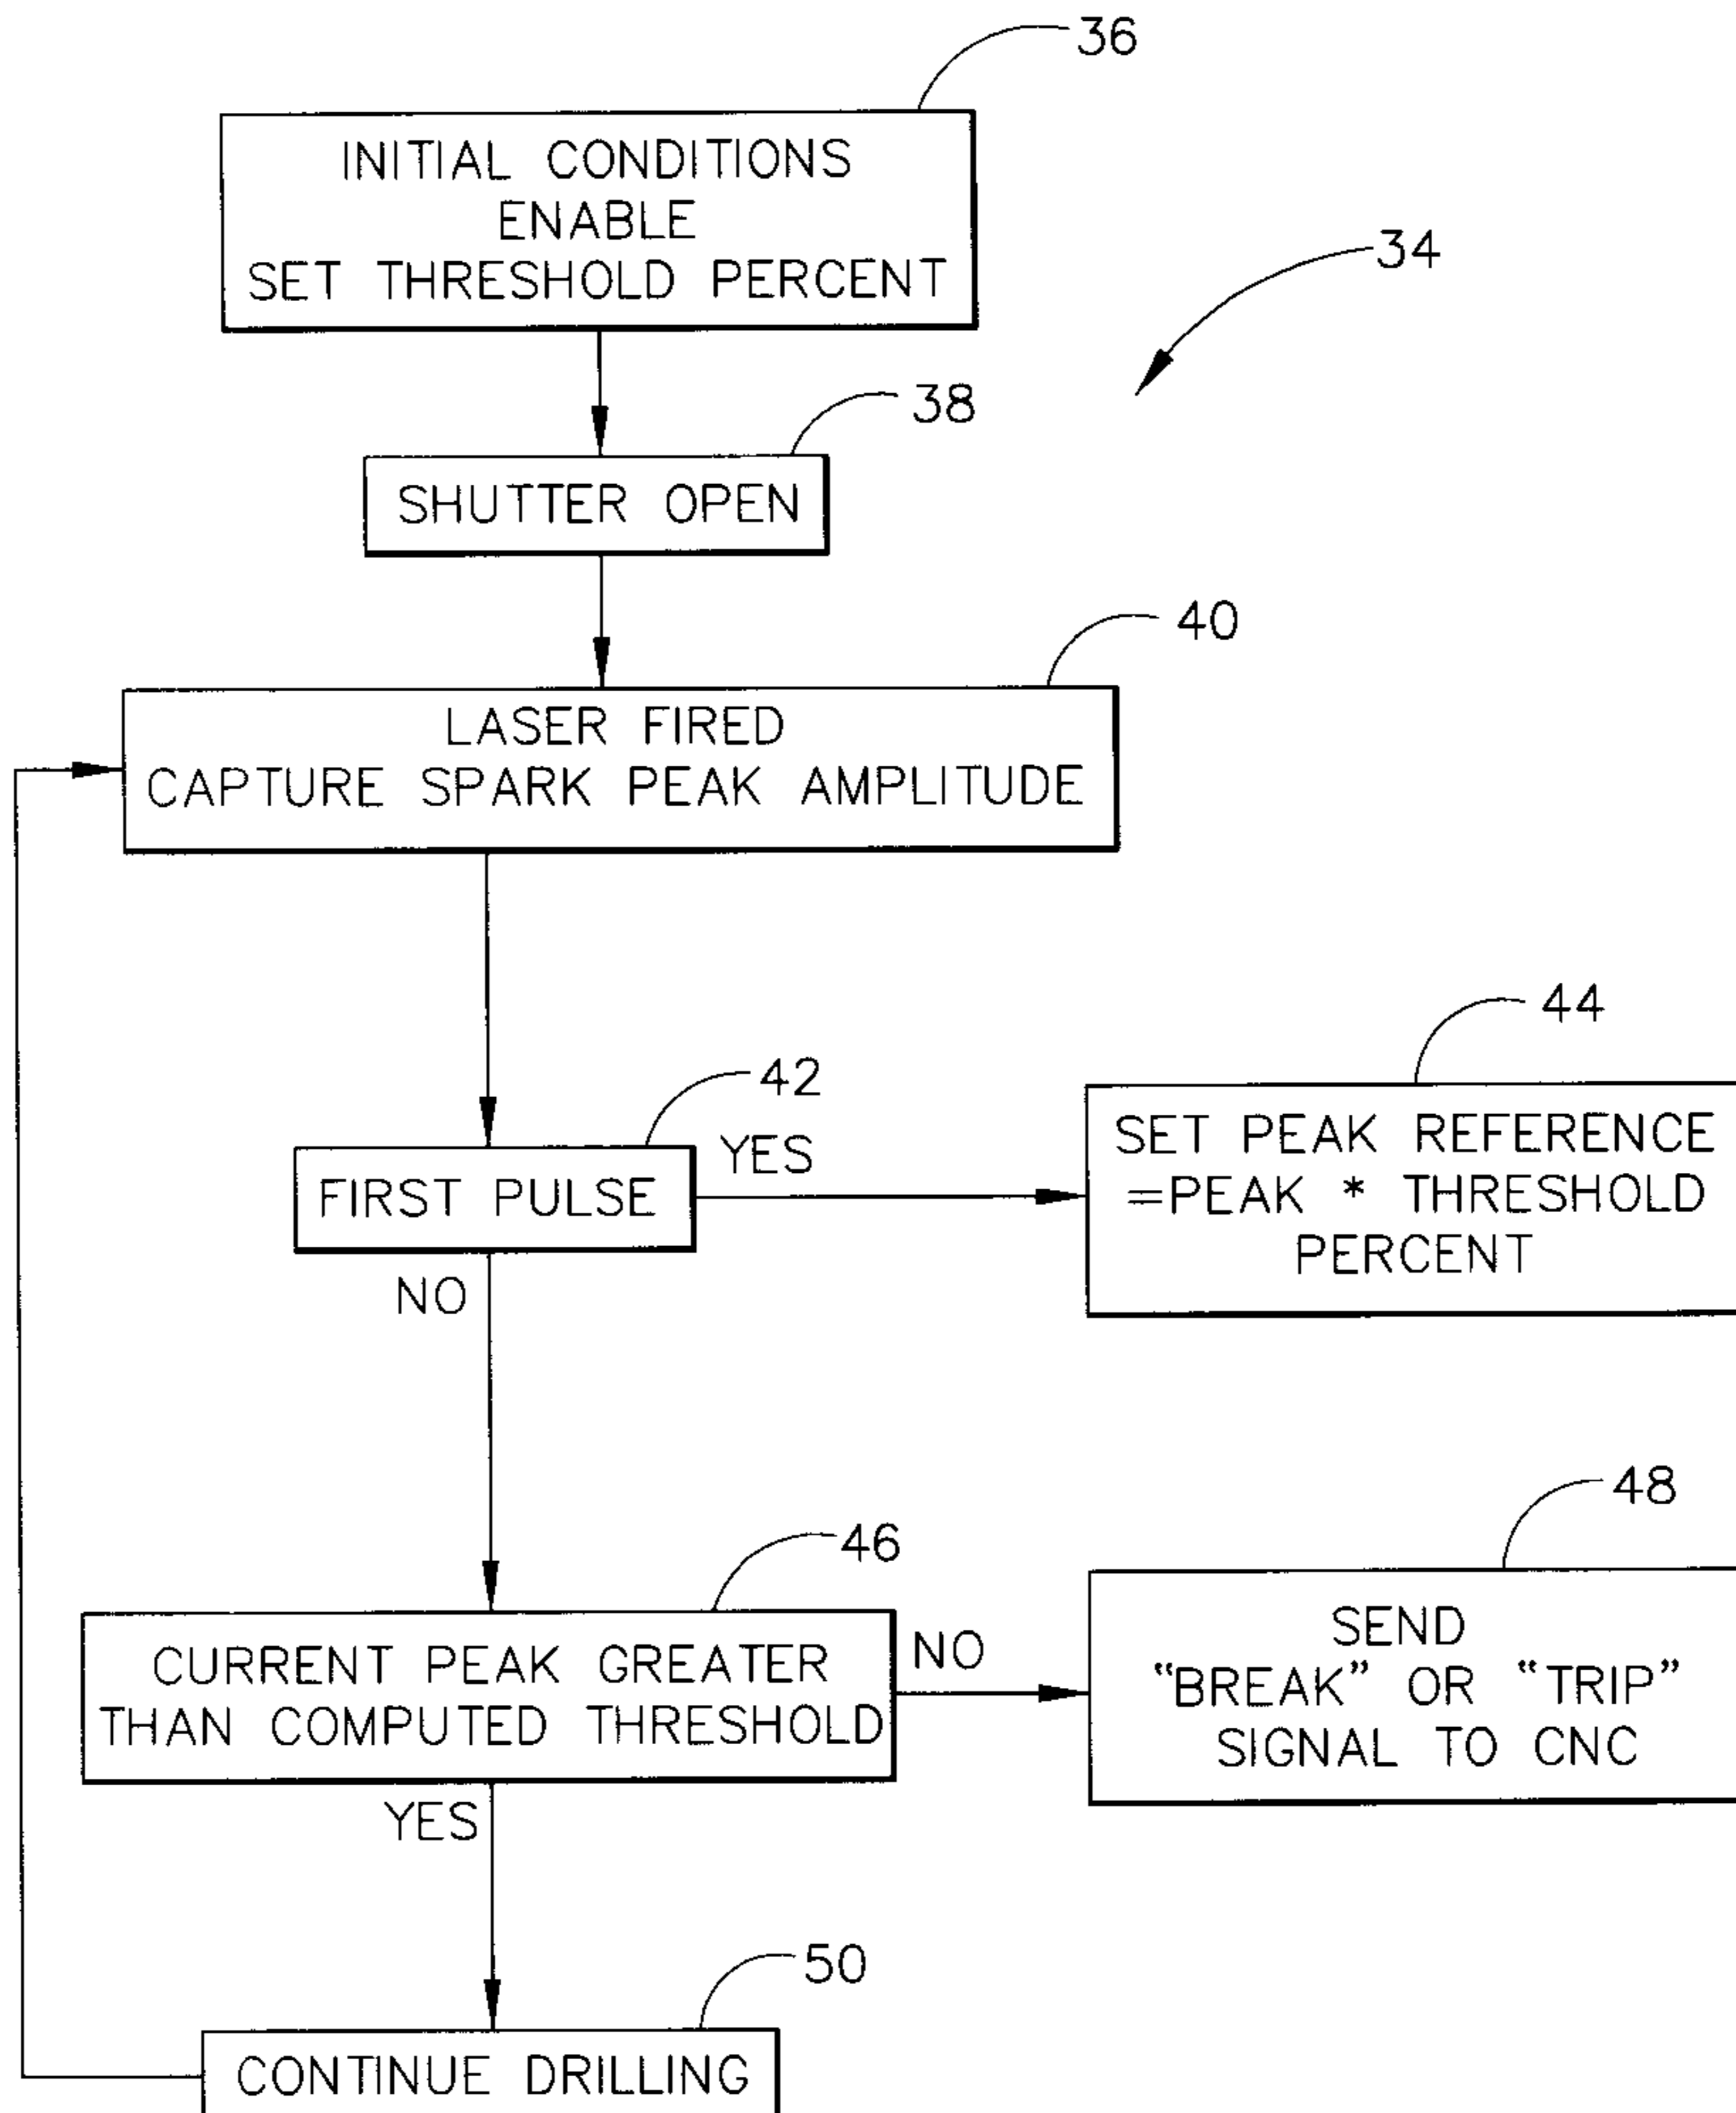 36
INITIAL CONDITIONS
ENABLE
SET THRESHOLD PERCENT
34
38
SHUTTER OPEN
40
LASER FIRED
CAPTURE SPARK PEAK AMPLITUDE
42
FIRST PULSE
YES
44
SET PEAK REFERENCE
=PEAK * THRESHOLD
PERCENT
NO
46
CURRENT PEAK GREATER
THAN COMPUTED THRESHOLD
NO
48
SEND
“BREAK” OR “TRIP”
SIGNAL TO CNC
YES
50
CONTINUE DRILLING